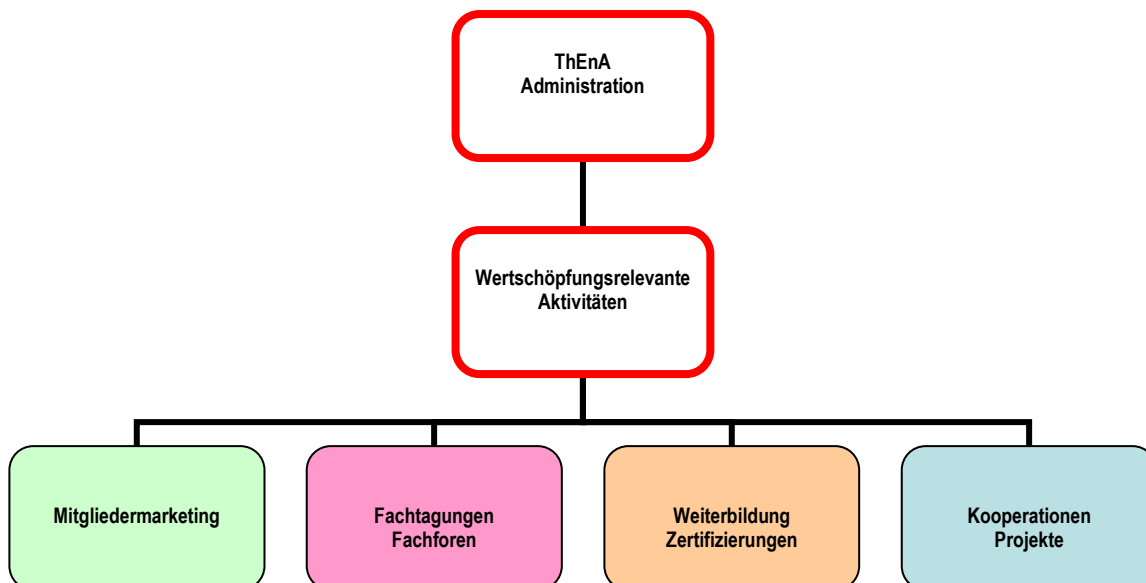 ThEnA
Administration
Wertschöpfungsrelevante
Aktivitäten
Mitgliedermarketing
Fachtagungen
Fachforen
Weiterbildung
Zertifizierungen
Kooperationen
Projekte